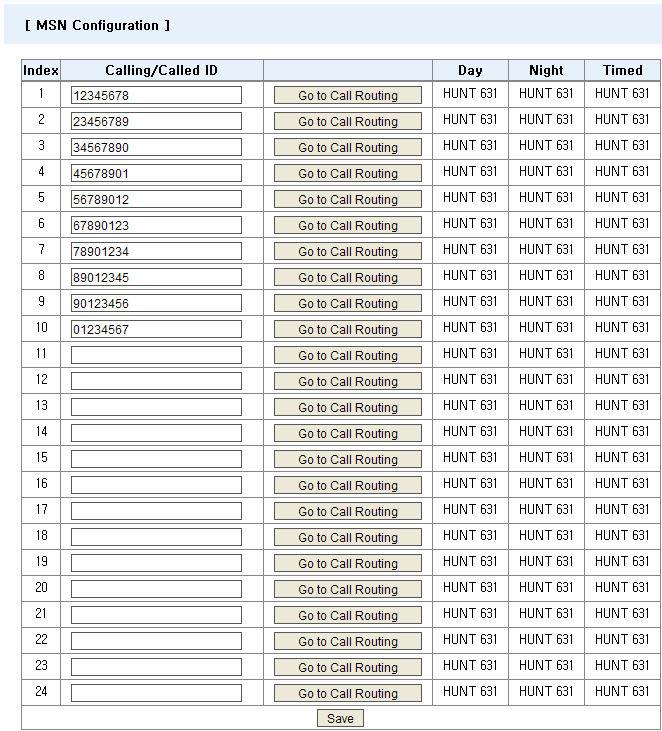 [ MSN Configuration ]
Index Calling/Called ID Day Night Timed
1 12345678 Go to Call Routing HUNT 631 HUNT 631 HUNT 631
2 23456789 Go to Call Routing HUNT 631 HUNT 631 HUNT 631
3 34567890 Go to Call Routing HUNT 631 HUNT 631 HUNT 631
4 45678901 Go to Call Routing HUNT 631 HUNT 631 HUNT 631
5 56789012 Go to Call Routing HUNT 631 HUNT 631 HUNT 631
6 67890123 Go to Call Routing HUNT 631 HUNT 631 HUNT 631
7 78901234 Go to Call Routing HUNT 631 HUNT 631 HUNT 631
8 89012345 Go to Call Routing HUNT 631 HUNT 631 HUNT 631
9 90123456 Go to Call Routing HUNT 631 HUNT 631 HUNT 631
10 01234567 Go to Call Routing HUNT 631 HUNT 631 HUNT 631
11 Go to Call Routing HUNT 631 HUNT 631 HUNT 631
12 Go to Call Routing HUNT 631 HUNT 631 HUNT 631
13 Go to Call Routing HUNT 631 HUNT 631 HUNT 631
14 Go to Call Routing HUNT 631 HUNT 631 HUNT 631
15 Go to Call Routing HUNT 631 HUNT 631 HUNT 631
16 Go to Call Routing HUNT 631 HUNT 631 HUNT 631
17 Go to Call Routing HUNT 631 HUNT 631 HUNT 631
18 Go to Call Routing HUNT 631 HUNT 631 HUNT 631
19 Go to Call Routing HUNT 631 HUNT 631 HUNT 631
20 Go to Call Routing HUNT 631 HUNT 631 HUNT 631
21 Go to Call Routing HUNT 631 HUNT 631 HUNT 631
22 Go to Call Routing HUNT 631 HUNT 631 HUNT 631
23 Go to Call Routing HUNT 631 HUNT 631 HUNT 631
24 Go to Call Routing HUNT 631 HUNT 631 HUNT 631
Save